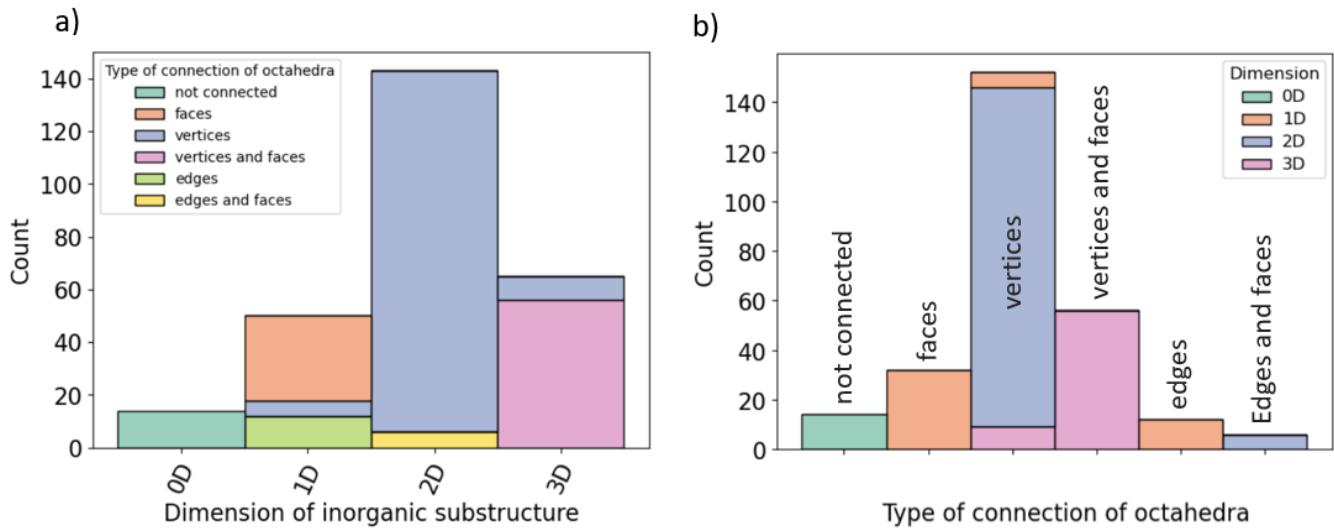 a)
Type of connection of octahedra
not connected
faces
vertices
vertices and faces
edges
edges and faces
Count
0
20
40
60
80
100
120
140
0D
1D
2D
3D
Dimension of inorganic substructure
b)
Dimension
0D
1D
2D
3D
Count
0
20
40
60
80
100
120
140
not connected
faces
vertices
vertices and faces
edges
Edges and faces
Type of connection of octahedra